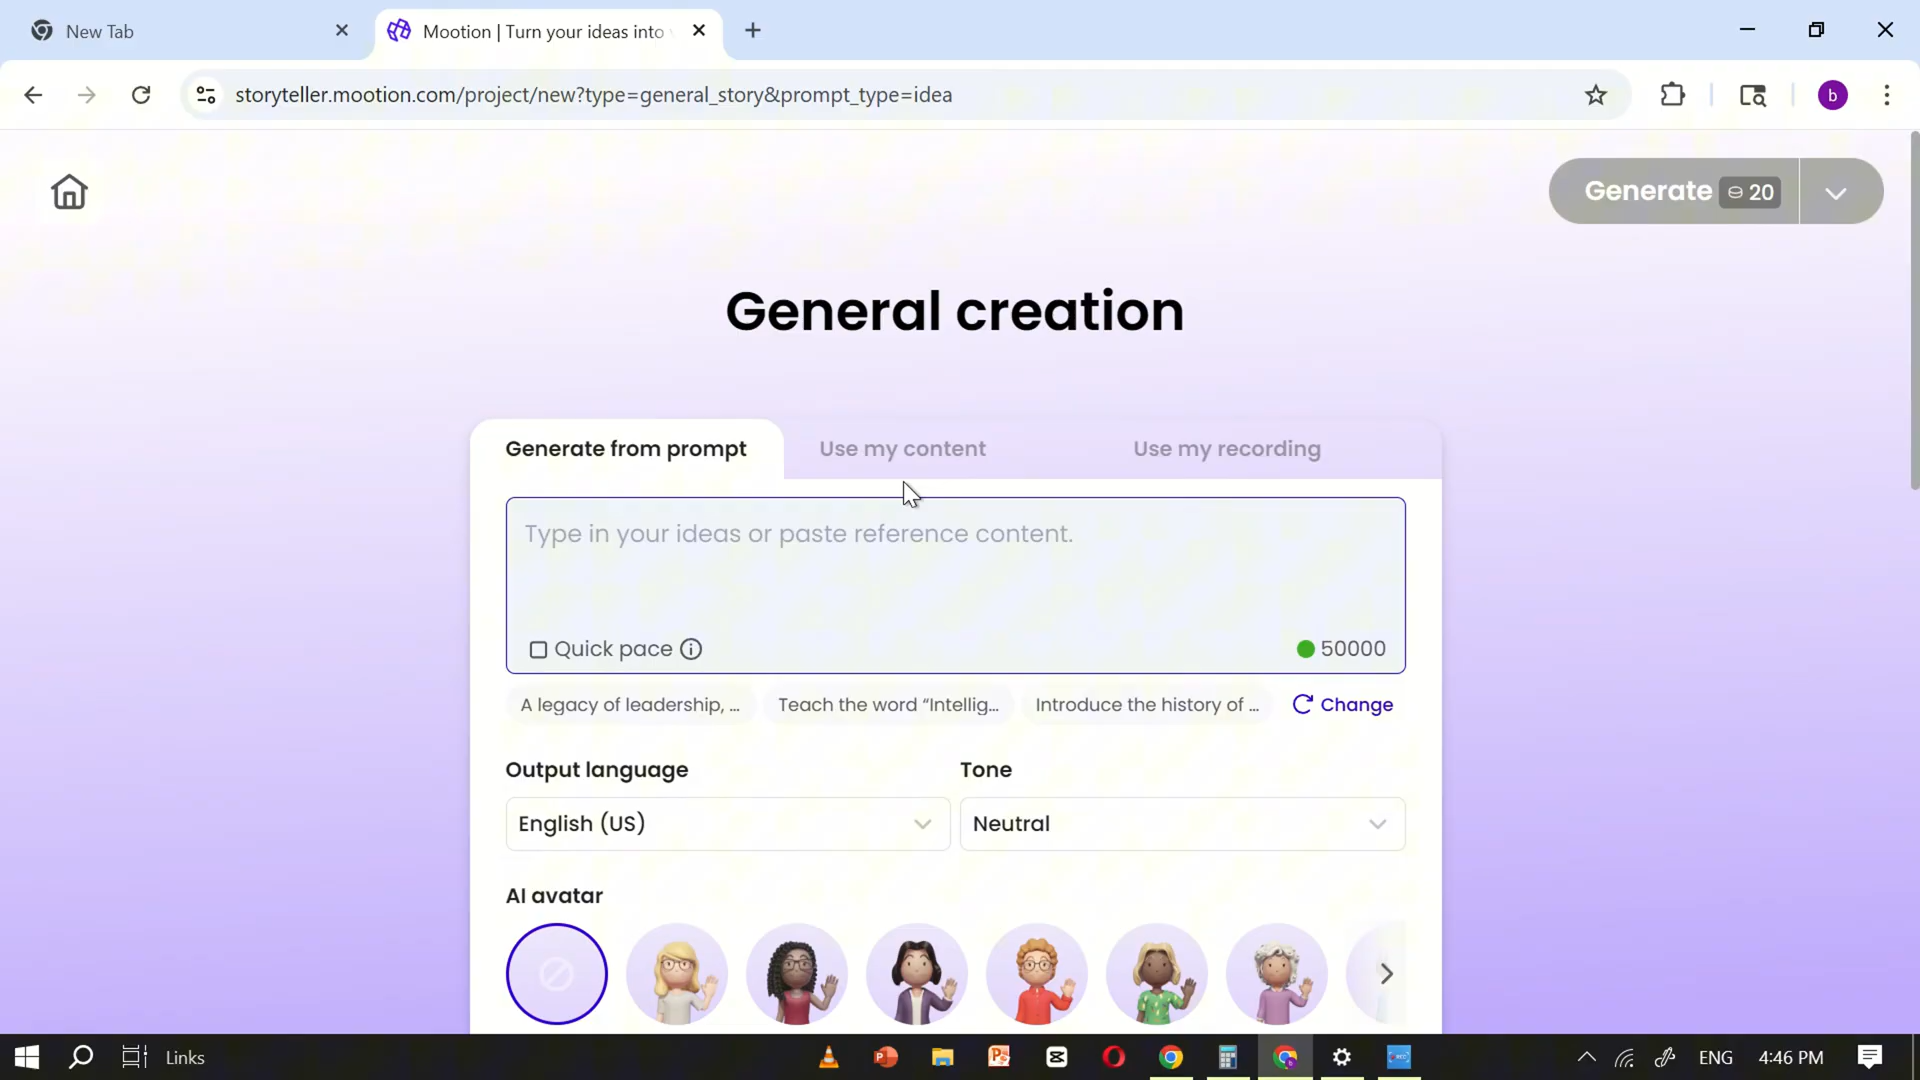 New Tab
Mootion | Turn your ideas into
storyteller.mootion.com/project/new?type=general_story&prompt_type=idea
b
Generate 20
General creation
Generate from prompt
Use my content
Use my recording
Type in your ideas or paste reference content.
Quick pace
50000
A legacy of leadership, ...
Teach the word “Intellig...
Introduce the history of ...
Change
Output language
Tone
English (US)
Neutral
AI avatar
Links
ENG
4:46 PM